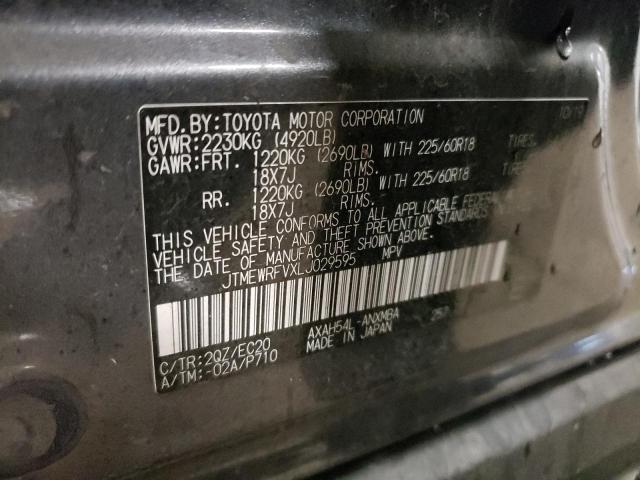 MFD.BY:TOYOTA MOTOR CORPORATION 10/19
GVWR:2230KG (4920LB)
GAWR:FRT. 1220KG (2690LB) WITH 225/60R18 TIRES,
18X7J RIMS.
RR. 1220KG (2690LB) WITH 225/60R18 TIRES,
18X7J RIMS.
THIS VEHICLE CONFORMS TO ALL APPLICABLE FEDERAL
VEHICLE SAFETY AND THEFT PREVENTION STANDARDS
THE DATE OF MANUFACTURE SHOWN ABOVE.
JTMEWRFVXLJ029595 MPV
C/TR:2QZ/EC20 AXAH54L-ANXMBA
A/TM:-02A/P710 MADE IN JAPAN